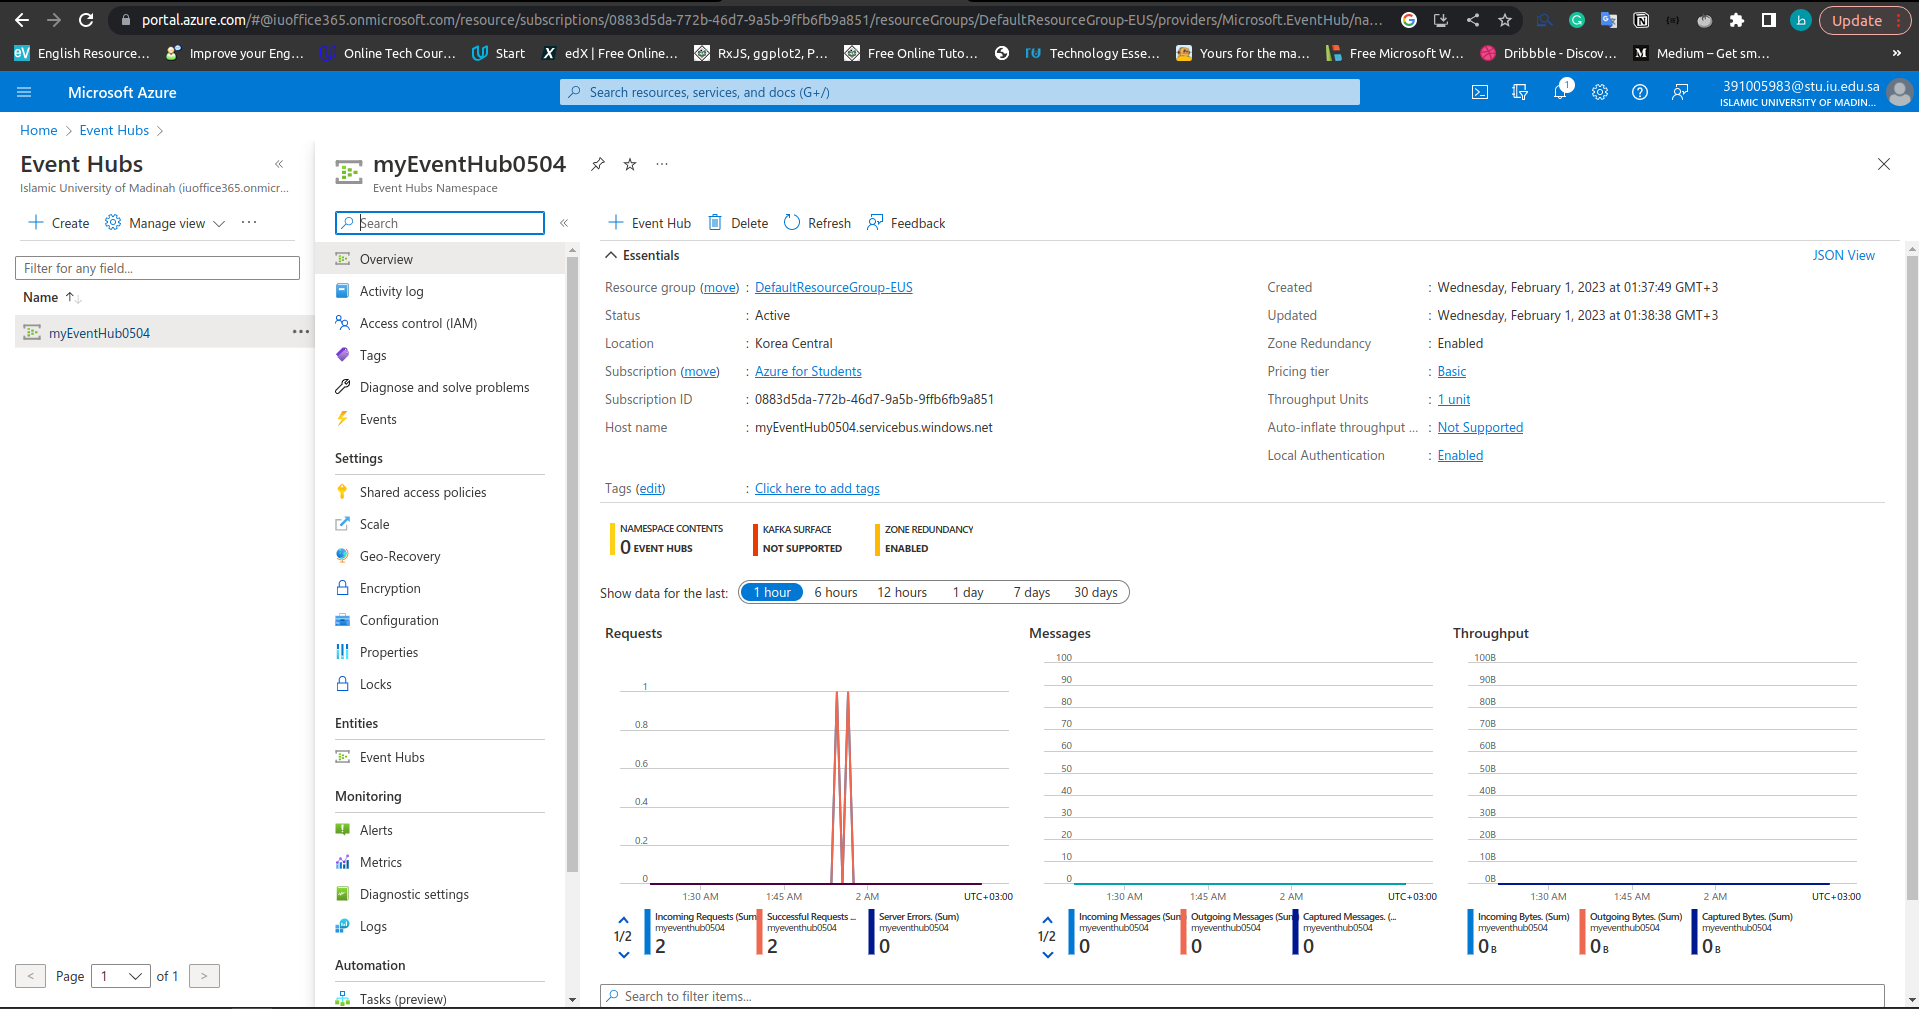 portal.azure.com/#@iuoffice365.onmicrosoft.com/resource/subscriptions/0883d5da-772b-46d7-9a5b-9ffb6fb9a851/resourceGroups/DefaultResourceGroup-EUS/providers/Microsoft.EventHub/na...
b
Update
eV English Resource...
Improve your Eng...
Online Tech Cour...
Start
edX | Free Online...
RxJS, ggplot2, P...
Free Online Tuto...
Technology Esse...
Yours for the ma...
Free Microsoft W...
Dribbble - Discov...
Medium – Get sm...
»
Microsoft Azure
Search resources, services, and docs (G+/)
1
391005983@stu.iu.edu.sa
ISLAMIC UNIVERSITY OF MADIN...
Home > Event Hubs >
Event Hubs
Islamic University of Madinah (iuoffice365.onmicr...
Create
Manage view
Filter for any field...
Name
myEventHub0504
< Page 1 of 1 >
myEventHub0504
Event Hubs Namespace
Search
Overview
Activity log
Access control (IAM)
Tags
Diagnose and solve problems
Events
Settings
Shared access policies
Scale
Geo-Recovery
Encryption
Configuration
Properties
Locks
Entities
Event Hubs
Monitoring
Alerts
Metrics
Diagnostic settings
Logs
Automation
Tasks (preview)
Event Hub
Delete
Refresh
Feedback
Essentials
JSON View
Resource group (move) : DefaultResourceGroup-EUS
Status : Active
Location : Korea Central
Subscription (move) : Azure for Students
Subscription ID : 0883d5da-772b-46d7-9a5b-9ffb6fb9a851
Host name : myEventHub0504.servicebus.windows.net
Created : Wednesday, February 1, 2023 at 01:37:49 GMT+3
Updated : Wednesday, February 1, 2023 at 01:38:38 GMT+3
Zone Redundancy : Enabled
Pricing tier : Basic
Throughput Units : 1 unit
Auto-inflate throughput ... : Not Supported
Local Authentication : Enabled
Tags (edit) : Click here to add tags
NAMESPACE CONTENTS
0 EVENT HUBS
KAFKA SURFACE
NOT SUPPORTED
ZONE REDUNDANCY
ENABLED
Show data for the last: 1 hour 6 hours 12 hours 1 day 7 days 30 days
Requests
1
0.8
0.6
0.4
0.2
0
1:30 AM 1:45 AM 2 AM UTC+03:00
1/2
Incoming Requests (Sum)
myeventhub0504
2
Successful Requests ...
myeventhub0504
2
Server Errors. (Sum)
myeventhub0504
0
Messages
100
90
80
70
60
50
40
30
20
10
0
1:30 AM 1:45 AM 2 AM UTC+03:00
1/2
Incoming Messages (Sum)
myeventhub0504
0
Outgoing Messages (Sum)
myeventhub0504
0
Captured Messages. (...
myeventhub0504
0
Throughput
100B
90B
80B
70B
60B
50B
40B
30B
20B
10B
0B
1:30 AM 1:45 AM 2 AM UTC+03:00
Incoming Bytes. (Sum)
myeventhub0504
0 B
Outgoing Bytes. (Sum)
myeventhub0504
0 B
Captured Bytes. (Sum)
myeventhub0504
0 B
Search to filter items...